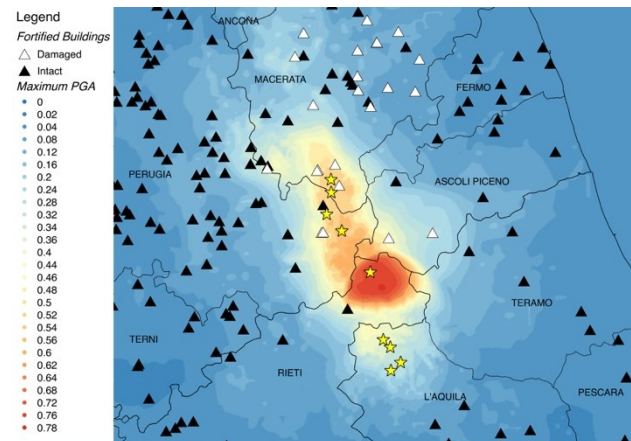 Legend
Fortified Buildings
Damaged
Intact
Maximum PGA
0
0.02
0.04
0.08
0.12
0.16
0.2
0.24
0.28
0.32
0.34
0.36
0.4
0.44
0.46
0.48
0.5
0.52
0.54
0.56
0.6
0.62
0.64
0.68
0.72
0.76
0.78
ANCONA
MACERATA
FERMO
PERUGIA
ASCOLI PICENO
TERAMO
TERNI
RIETI
L'AQUILA
PESCARA